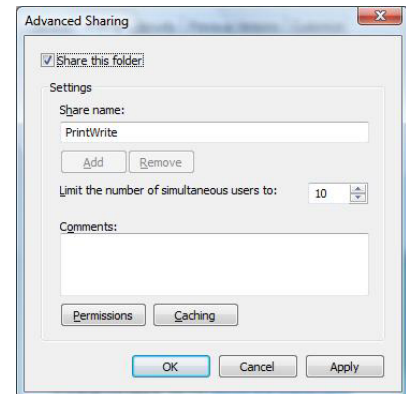 Advanced Sharing
Share this folder
Settings
Share name:
PrintWrite
Add Remove
Limit the number of simultaneous users to: 10
Comments:
Permissions Caching
OK Cancel Apply